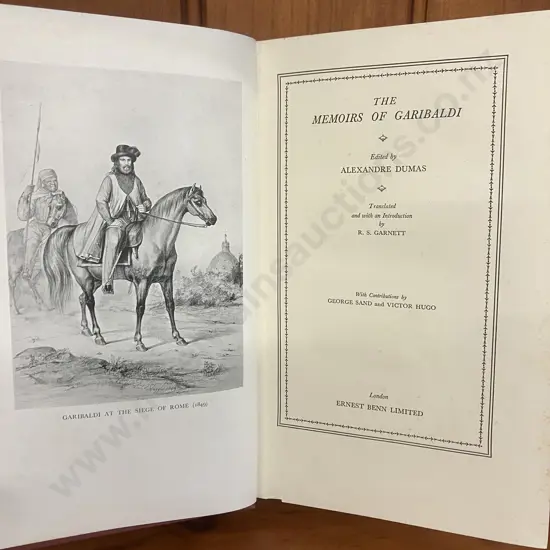 GARIBALDI AT THE SIEGE OF ROME (1849)
THE
MEMOIRS OF GARIBALDI
Edited by
ALEXANDRE DUMAS
Translated
and with an Introduction
by
R. S. GARNETT
With Contributions by
GEORGE SAND and VICTOR HUGO
London
ERNEST BENN LIMITED